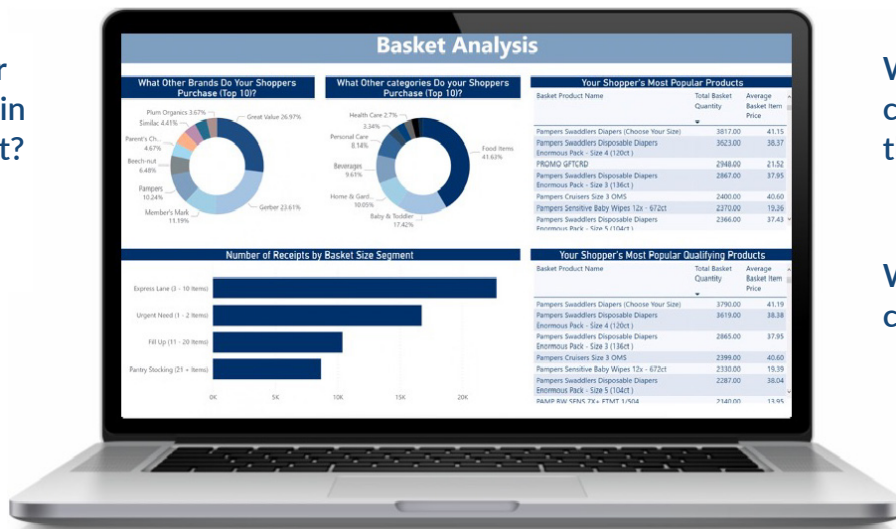 r
in
t?
W
c
t
W
c
Basket Analysis
What Other Brands Do Your Shoppers
Purchase (Top 10)?
Plum Organics 3.67%
Similac 4.41%
Parent's Ch...
4.67%
Beech-nut
6.48%
Pampers
10.24%
Member's Mark
11.19%
Great Value 26.97%
Gerber 23.61%
What Other categories Do your Shoppers
Purchase (Top 10)?
Health Care 2.7%
3.34%
Personal Care
8.14%
Beverages
9.61%
Home & Gard...
10.05%
Baby & Toddler
17.42%
Food Items
41.63%
Your Shopper's Most Popular Products
Basket Product Name Total Basket Quantity Average Basket Item Price
Pampers Swaddlers Diapers (Choose Your Size) 3817.00 41.15
Pampers Swaddlers Disposable Diapers 3623.00 38.37
Enormous Pack - Size 4 (120ct )
PROMO GFTCRD 2948.00 21.52
Pampers Swaddlers Disposable Diapers 2867.00 37.95
Enormous Pack - Size 3 (136ct )
Pampers Cruisers Size 3 OMS 2400.00 40.60
Pampers Sensitive Baby Wipes 12x - 672ct 2370.00 19.36
Pampers Swaddlers Disposable Diapers 2366.00 37.43
Enormous Pack - Size 5 (104ct )
Number of Receipts by Basket Size Segment
Express Lane (3 - 10 Items)
Urgent Need (1 - 2 Items)
Fill Up (11 - 20 Items)
Pantry Stocking (21 + Items)
0K 5K 10K 15K 20K
Your Shopper's Most Popular Qualifying Products
Basket Product Name Total Basket Quantity Average Basket Item Price
Pampers Swaddlers Diapers (Choose Your Size) 3790.00 41.19
Pampers Swaddlers Disposable Diapers 3619.00 38.38
Enormous Pack - Size 4 (120ct )
Pampers Swaddlers Disposable Diapers 2865.00 37.95
Enormous Pack - Size 3 (136ct )
Pampers Cruisers Size 3 OMS 2399.00 40.60
Pampers Sensitive Baby Wipes 12x - 672ct 2330.00 19.39
Pampers Swaddlers Disposable Diapers 2287.00 38.04
Enormous Pack - Size 5 (104ct )
PAMP BW SENS 7X+ FTMT 1/504 2140.00 13.95